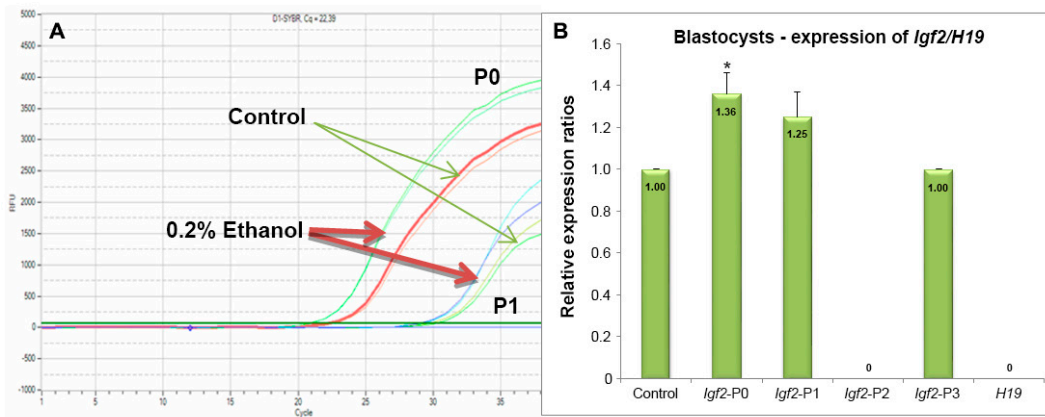 A
D1-SYBR, Cq = 22.39
5000
4500
4000
3500
3000
2500
2000
1500
1000
500
0
-500
-1000
RFU
P0
Control
0.2% Ethanol
P1
1 5 10 15 20 25 30 35
Cycle
B
Blastocysts - expression of Igf2/H19
Relative expression ratios
1.6
1.4
1.2
1.0
0.8
0.6
0.4
0.2
0
*
1.00
1.36
1.25
0
1.00
0
Control Igf2-P0 Igf2-P1 Igf2-P2 Igf2-P3 H19